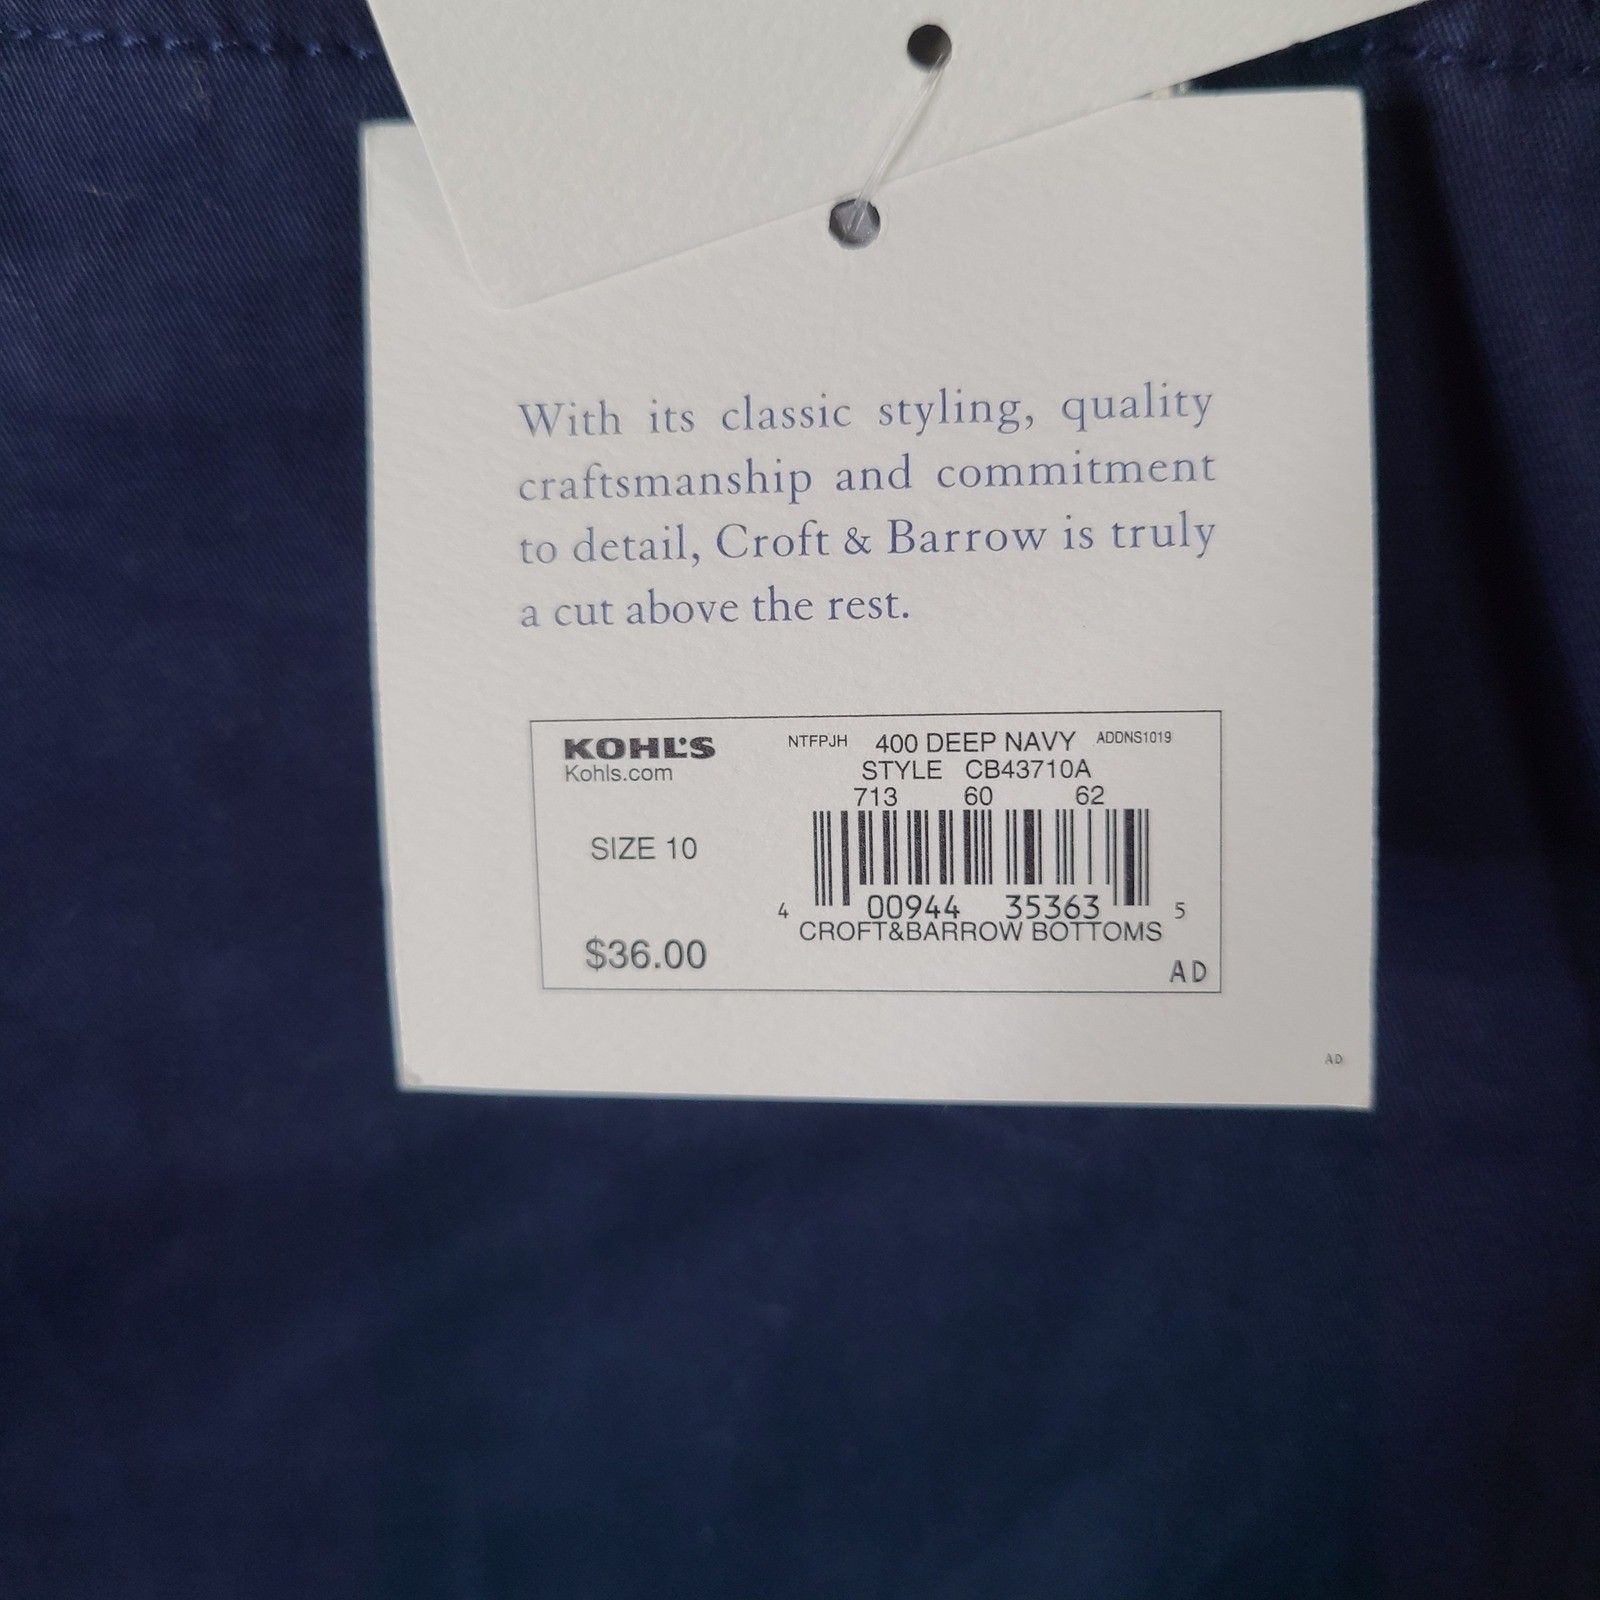 With its classic styling, quality
craftsmanship and commitment
to detail, Croft & Barrow is truly
a cut above the rest.
KOHL'S
Kohls.com
NTFPJH 400 DEEP NAVY ADDNS1019
STYLE CB43710A
713 60 62
SIZE 10
4 00944 35363 5
CROFT&BARROW BOTTOMS
$36.00
AD
AD